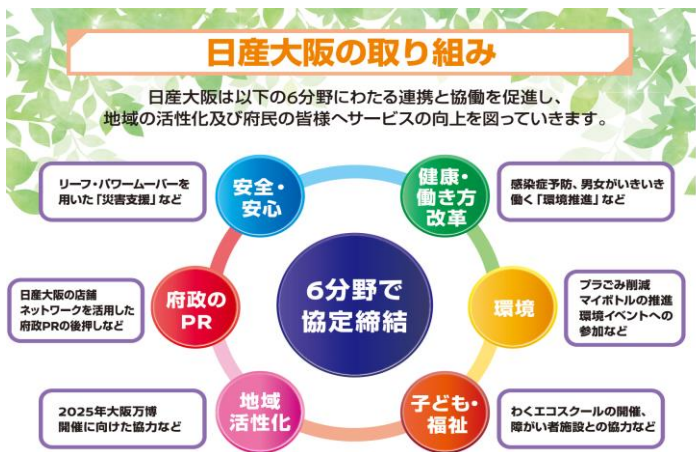 日産大阪の取り組み
日産大阪は以下の6分野にわたる連携と協働を促進し、
地域の活性化及び府民の皆様へサービスの向上を図っていきます。
リーフ・パワームーバーを
用いた「災害支援」など
安全・
安心
健康・
働き方
改革
感染症予防、男女がいきいき
働く「環境推進」など
日産大阪の店舗
ネットワークを活用した
府政PRの後押しなど
府政の
PR
6分野で
協定締結
環境
プラごみ削減
マイボトルの推進
環境イベントへの
参加など
2025年大阪万博
開催に向けた協力など
地域
活性化
子ども・
福祉
わくエコスクールの開催、
障がい者施設との協力など